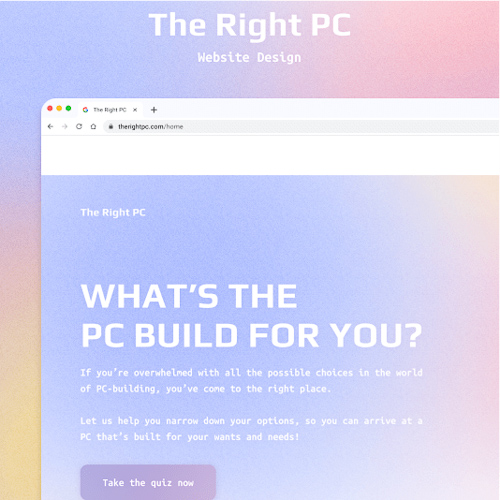 The Right PC
Website Design
The Right PC
therightpc.com/home
The Right PC
WHAT’S THE
PC BUILD FOR YOU?
If you’re overwhelmed with all the possible choices in the world
of PC-building, you’ve come to the right place.
Let us help you narrow down your options, so you can arrive at a
PC that’s built for your wants and needs!
Take the quiz now